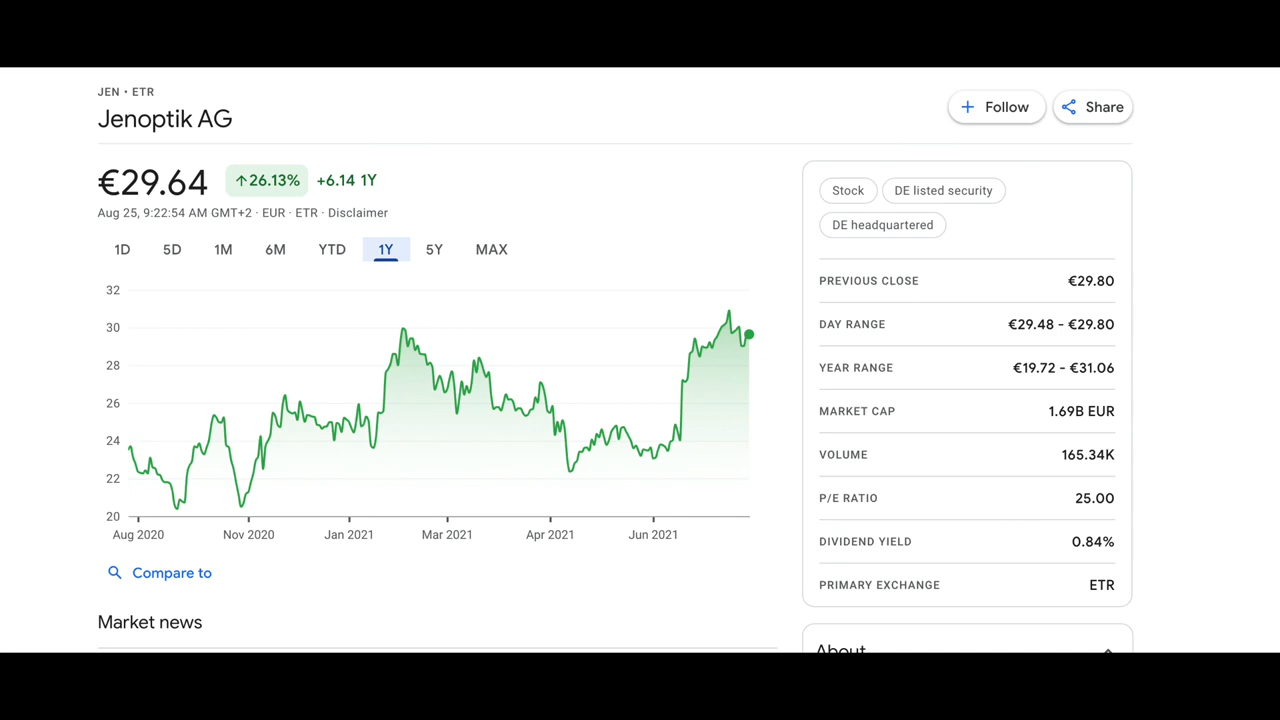 JEN • ETR
Jenoptik AG
Follow
Share
€29.64
↑26.13%
+6.14 1Y
Aug 25, 9:22:54 AM GMT+2 · EUR · ETR · Disclaimer
1D
5D
1M
6M
YTD
1Y
5Y
MAX
32
30
28
26
24
22
20
Aug 2020
Nov 2020
Jan 2021
Mar 2021
Apr 2021
Jun 2021
Compare to
Market news
Stock
DE listed security
DE headquartered
PREVIOUS CLOSE €29.80
DAY RANGE €29.48 - €29.80
YEAR RANGE €19.72 - €31.06
MARKET CAP 1.69B EUR
VOLUME 165.34K
P/E RATIO 25.00
DIVIDEND YIELD 0.84%
PRIMARY EXCHANGE ETR
About